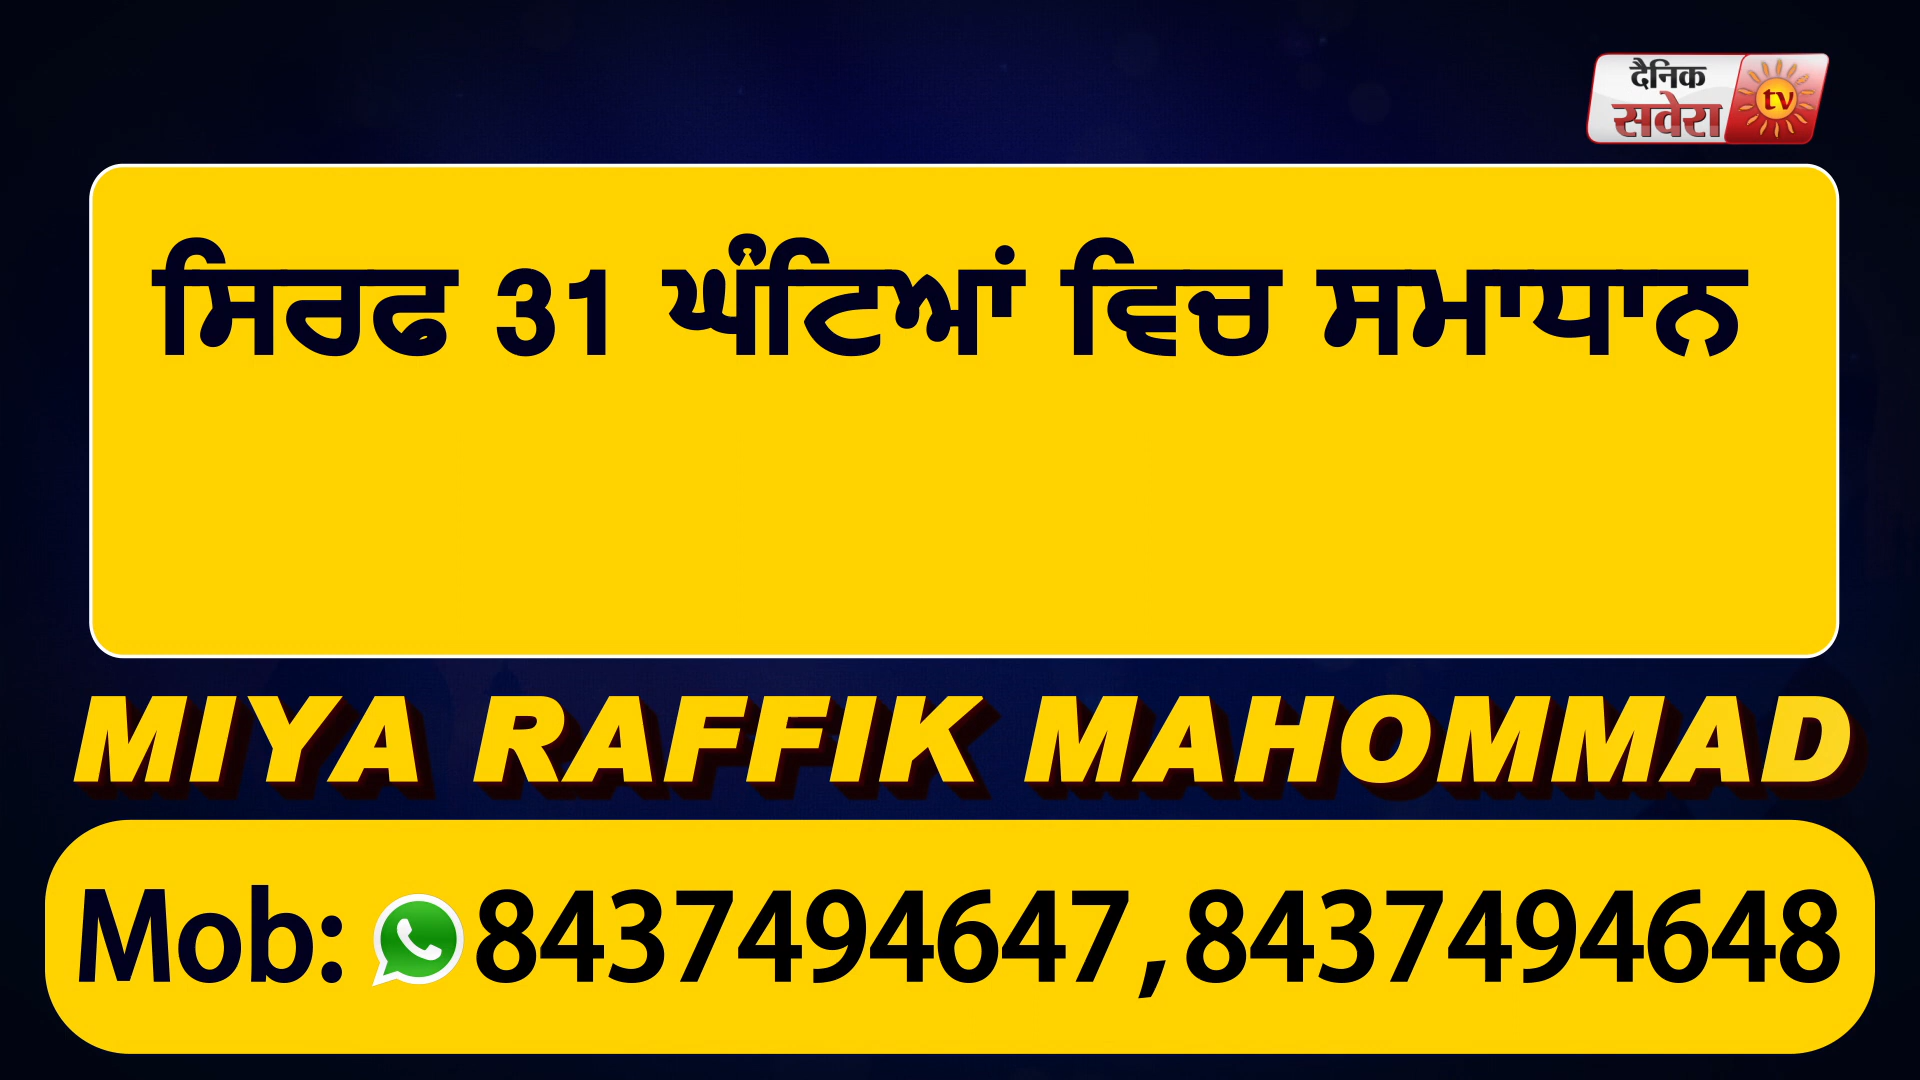 दैनिक
सवेरा tv
ਸਿਰਫ 31 ਘੰਟਿਆਂ ਵਿਚ ਸਮਾਧਾਨ
MIYA RAFFIK MAHOMMAD
Mob: 8437494647, 8437494648